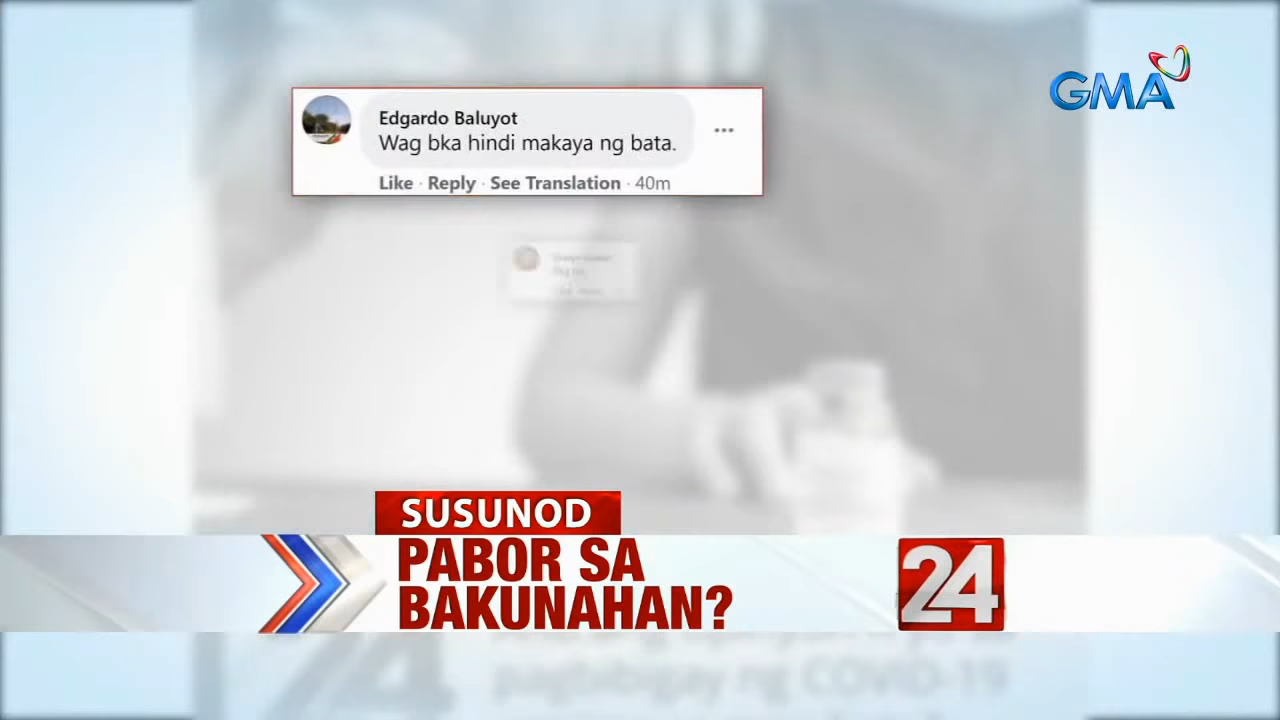 GMA
Edgardo Baluyot
Wag bka hindi makaya ng bata.
Like · Reply · See Translation · 40m
SUSUNOD
PABOR SA
BAKUNAHAN?
24
pagbibigay ng COVID-19